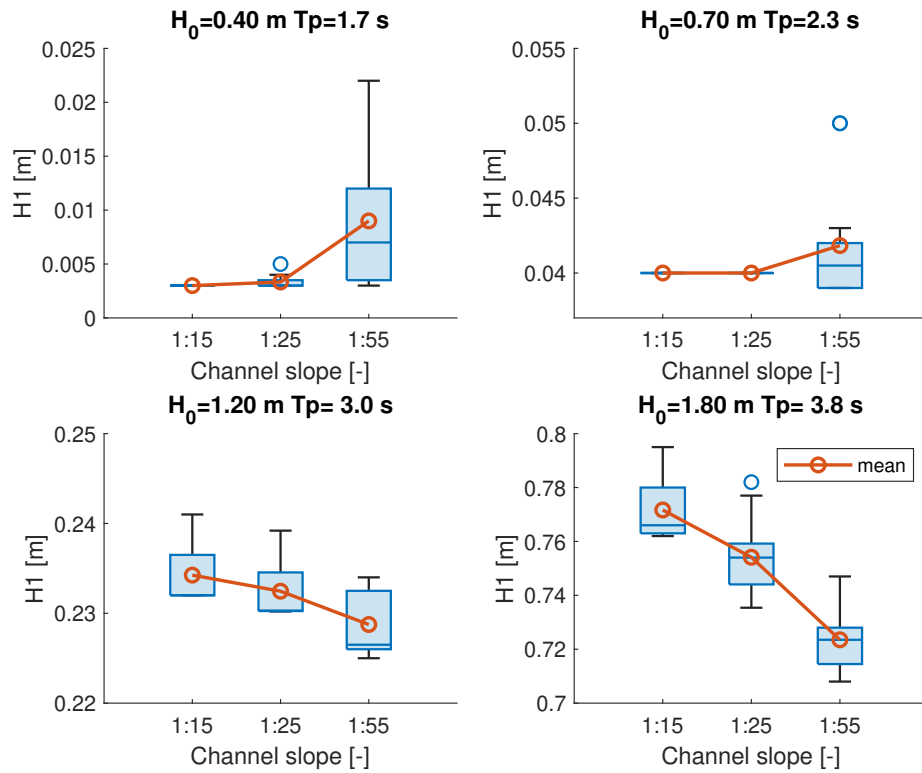 H0=0.40 m Tp=1.7 s
0.025
0.02
0.015
0.01
0.005
0
H1 [m]
1:15 1:25 1:55
Channel slope [-]
H0=0.70 m Tp=2.3 s
0.055
0.05
0.045
0.04
H1 [m]
1:15 1:25 1:55
Channel slope [-]
H0=1.20 m Tp= 3.0 s
0.25
0.24
0.23
0.22
H1 [m]
1:15 1:25 1:55
Channel slope [-]
H0=1.80 m Tp= 3.8 s
0.8
0.78
0.76
0.74
0.72
0.7
H1 [m]
mean
1:15 1:25 1:55
Channel slope [-]